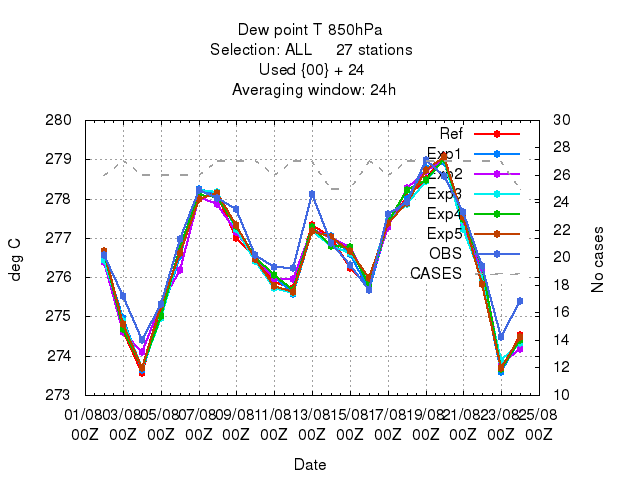 Dew point T 850hPa
Selection: ALL 27 stations
Used {00} + 24
Averaging window: 24h
280
279
278
277
276
275
274
273
30
28
26
24
22
20
18
16
14
12
10
Ref
Exp1
Exp2
Exp3
Exp4
Exp5
OBS
CASES
deg C
No cases
01/08 03/08 05/08 07/08 09/08 11/08 13/08 15/08 17/08 19/08 21/08 23/08 25/08
00Z 00Z 00Z 00Z 00Z 00Z 00Z 00Z 00Z 00Z 00Z 00Z 00Z
Date